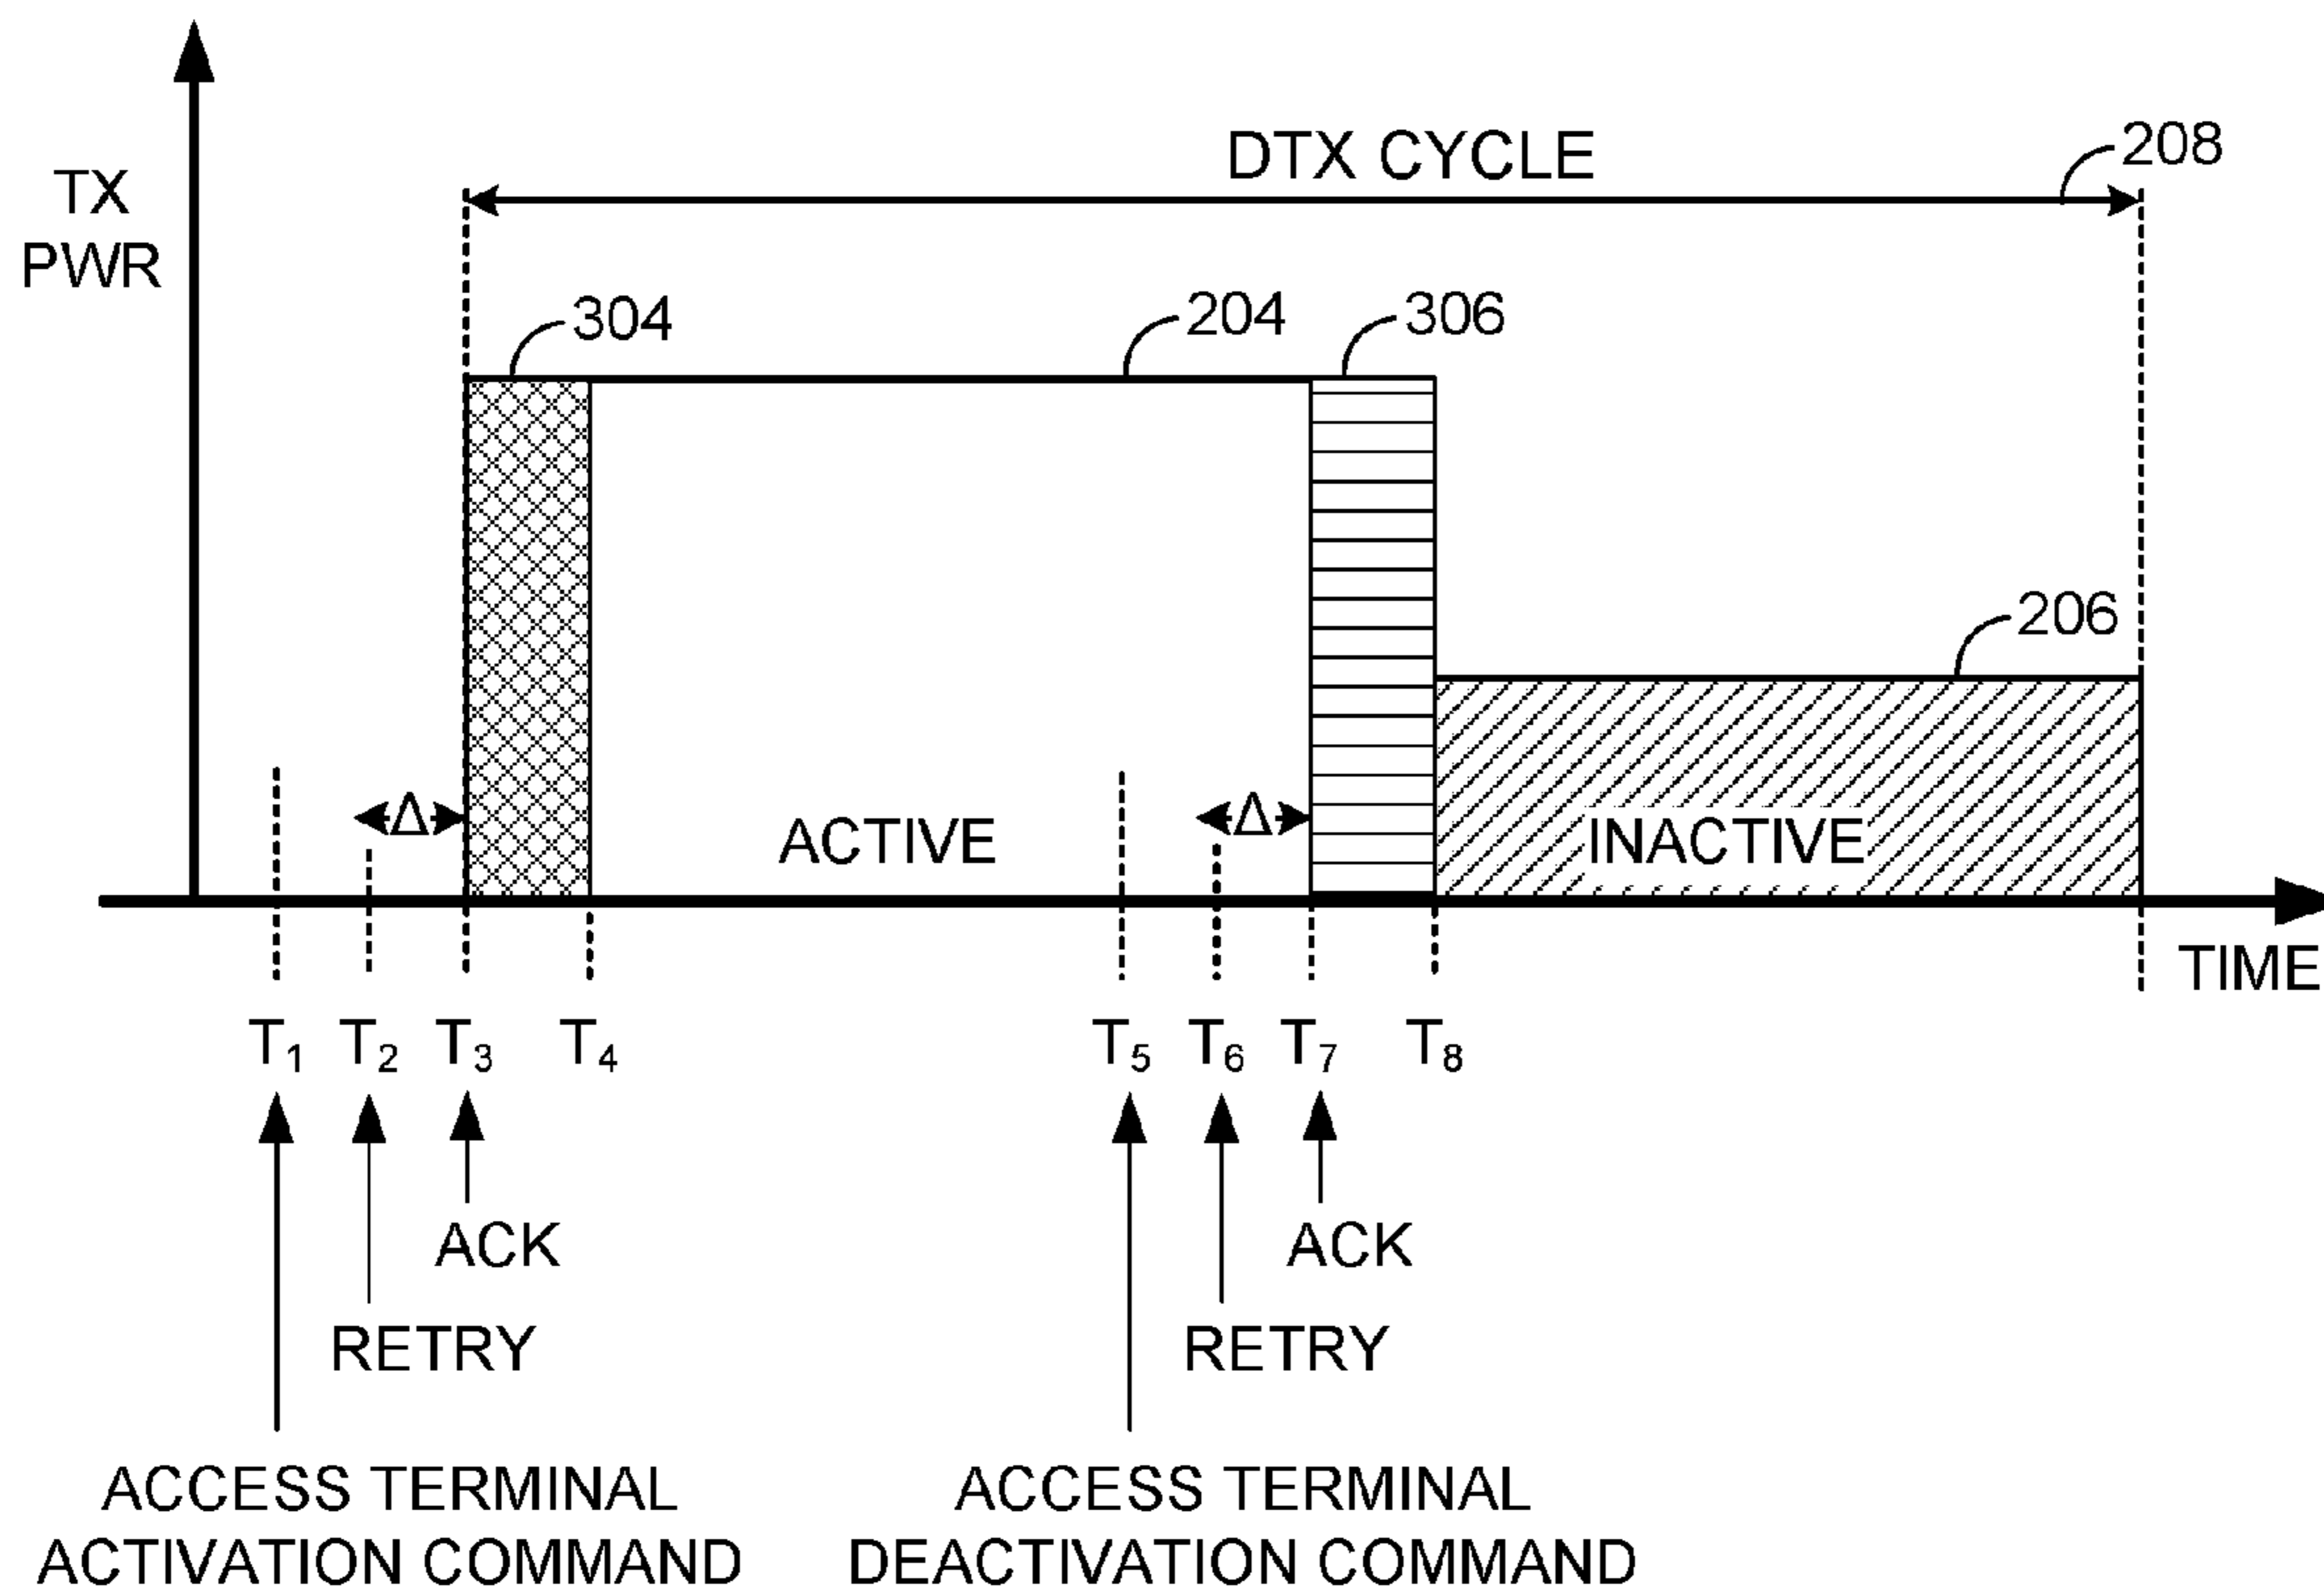 DTX CYCLE
208
TX
PWR
304
204
306
206
Δ
Δ
ACTIVE
INACTIVE
TIME
T1 T2 T3 T4 T5 T6 T7 T8
ACK
ACK
RETRY
RETRY
ACCESS TERMINAL
ACTIVATION COMMAND
ACCESS TERMINAL
DEACTIVATION COMMAND